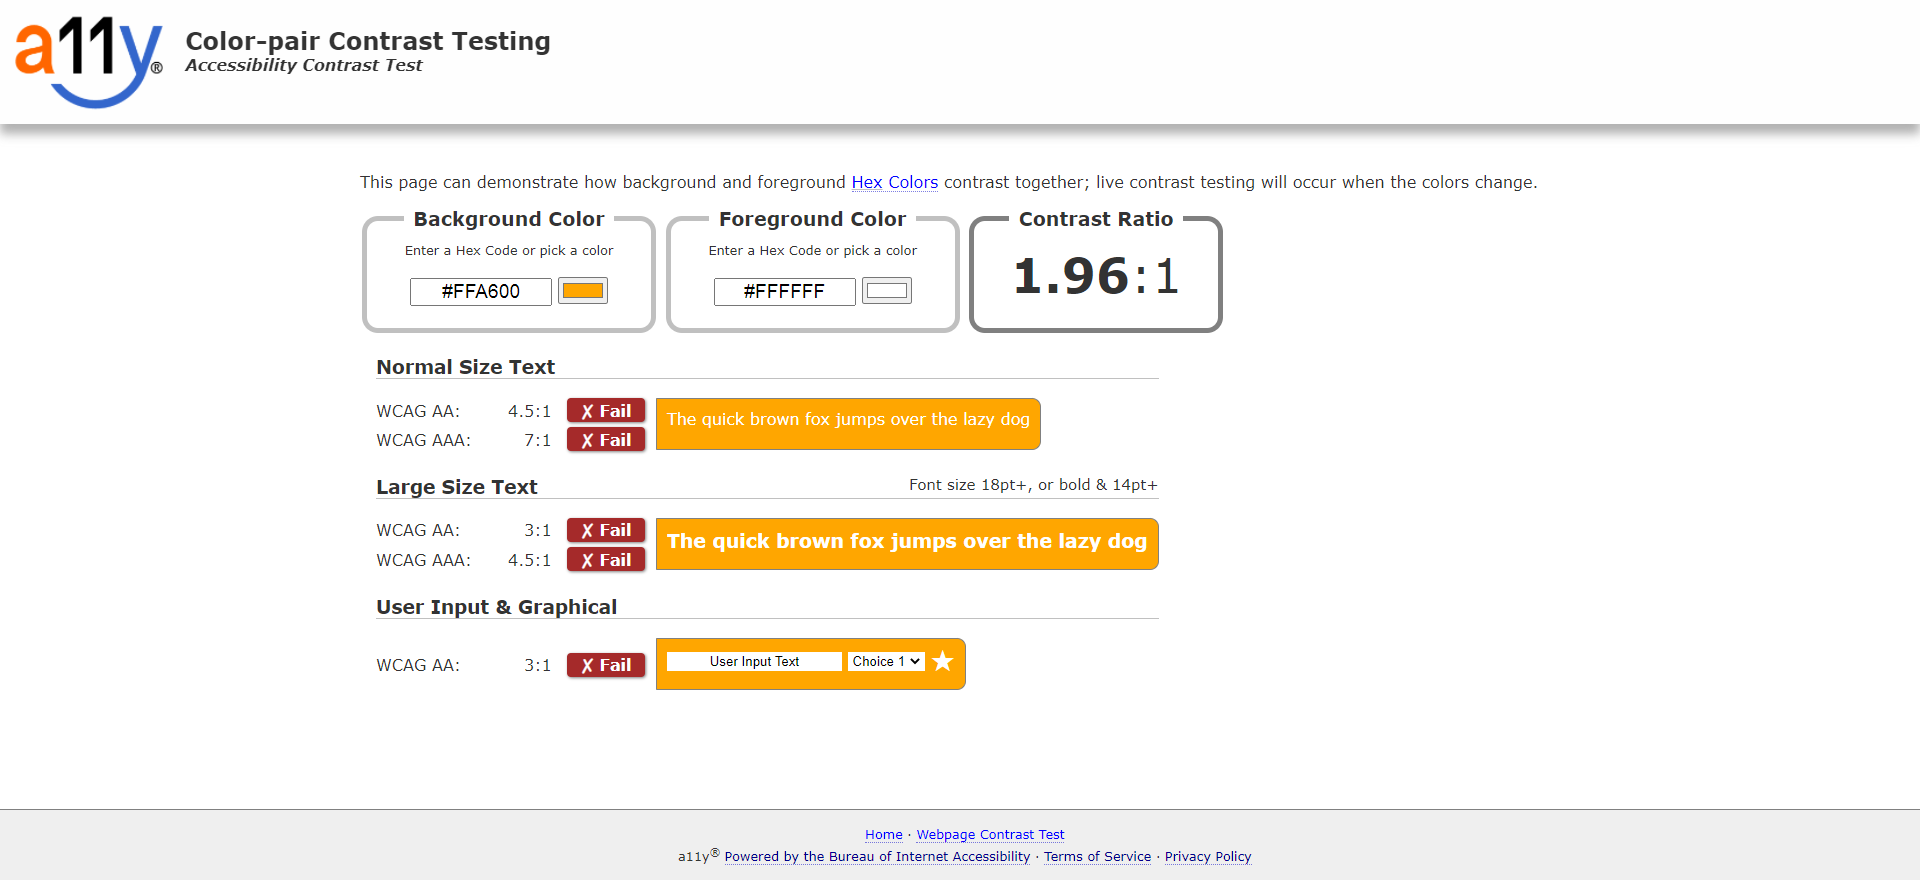 a11y®
Color-pair Contrast Testing
Accessibility Contrast Test
This page can demonstrate how background and foreground Hex Colors contrast together; live contrast testing will occur when the colors change.
Background Color
Enter a Hex Code or pick a color
#FFA600
Foreground Color
Enter a Hex Code or pick a color
#FFFFFF
Contrast Ratio
1.96:1
Normal Size Text
WCAG AA: 4.5:1 ✗ Fail
WCAG AAA: 7:1 ✗ Fail
The quick brown fox jumps over the lazy dog
Large Size Text
Font size 18pt+, or bold & 14pt+
WCAG AA: 3:1 ✗ Fail
WCAG AAA: 4.5:1 ✗ Fail
The quick brown fox jumps over the lazy dog
User Input & Graphical
WCAG AA: 3:1 ✗ Fail
User Input Text
Choice 1
Home · Webpage Contrast Test
a11y® Powered by the Bureau of Internet Accessibility · Terms of Service · Privacy Policy